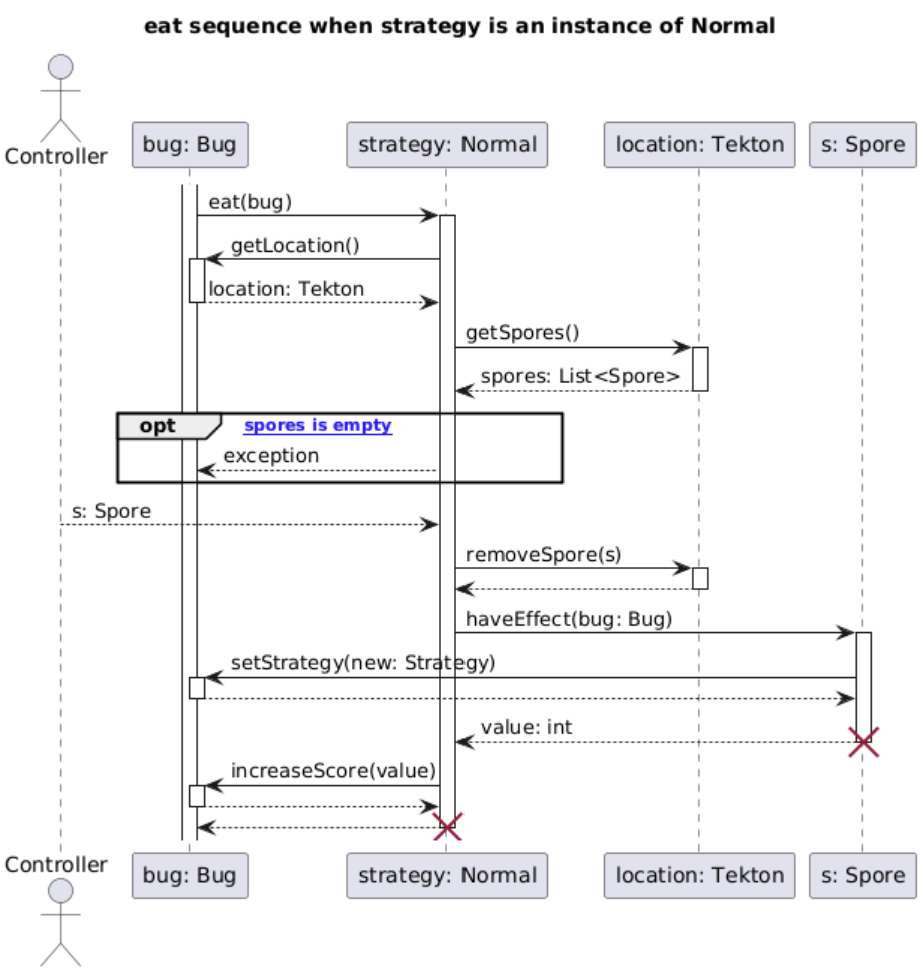 eat sequence when strategy is an instance of Normal
Controller
bug: Bug
strategy: Normal
location: Tekton
s: Spore
eat(bug)
getLocation()
location: Tekton
getSpores()
spores: List<Spore>
opt
spores is empty
exception
s: Spore
removeSpore(s)
haveEffect(bug: Bug)
setStrategy(new: Strategy)
value: int
increaseScore(value)
Controller
bug: Bug
strategy: Normal
location: Tekton
s: Spore